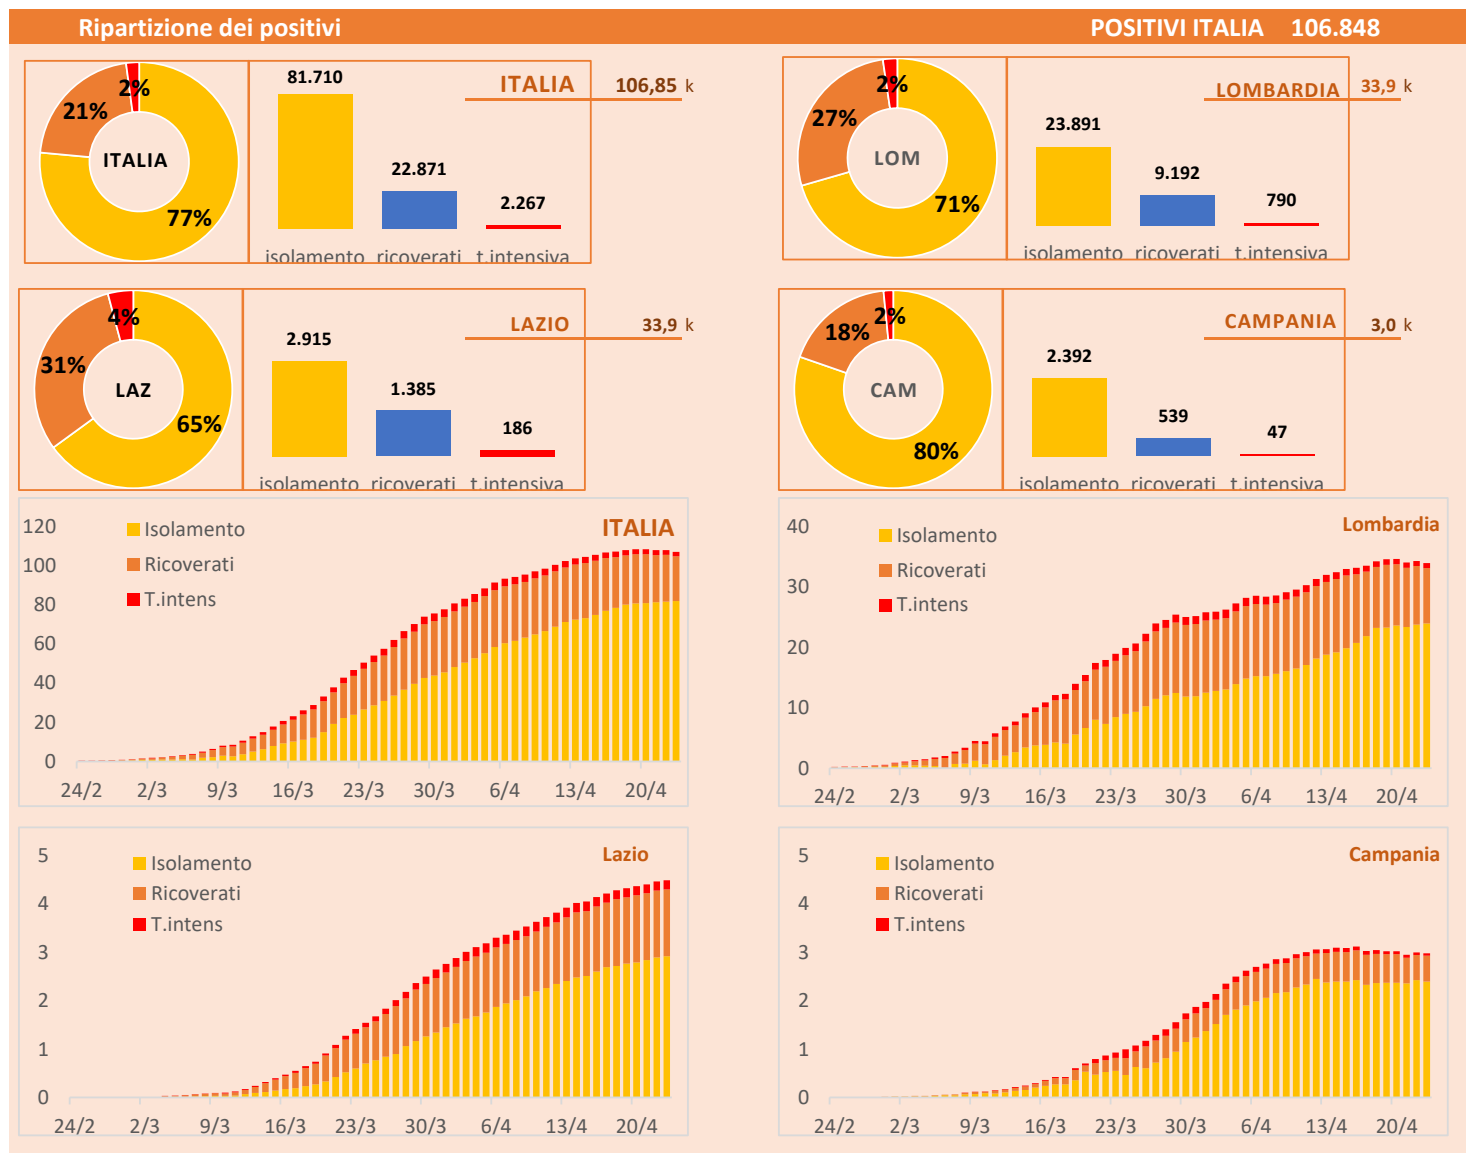 Ripartizione dei positivi POSITIVI ITALIA 106.848
2% 21% ITALIA 77%
81.710 22.871 2.267
isolamento ricoverati t.intensiva
ITALIA 106,85 k
2% 27% LOM 71%
23.891 9.192 790
isolamento ricoverati t.intensiva
LOMBARDIA 33,9 k
4% 31% LAZ 65%
2.915 1.385 186
isolamento ricoverati t.intensiva
LAZIO 33,9 k
2% 18% CAM 80%
2.392 539 47
isolamento ricoverati t.intensiva
CAMPANIA 3,0 k
ITALIA
Isolamento
Ricoverati
T.intens
120
100
80
60
40
20
0
24/2 2/3 9/3 16/3 23/3 30/3 6/4 13/4 20/4
Lombardia
Isolamento
Ricoverati
T.intens
40
30
20
10
0
24/2 2/3 9/3 16/3 23/3 30/3 6/4 13/4 20/4
Lazio
Isolamento
Ricoverati
T.intens
5
4
3
2
1
0
24/2 2/3 9/3 16/3 23/3 30/3 6/4 13/4 20/4
Campania
Isolamento
Ricoverati
T.intens
5
4
3
2
1
0
24/2 2/3 9/3 16/3 23/3 30/3 6/4 13/4 20/4